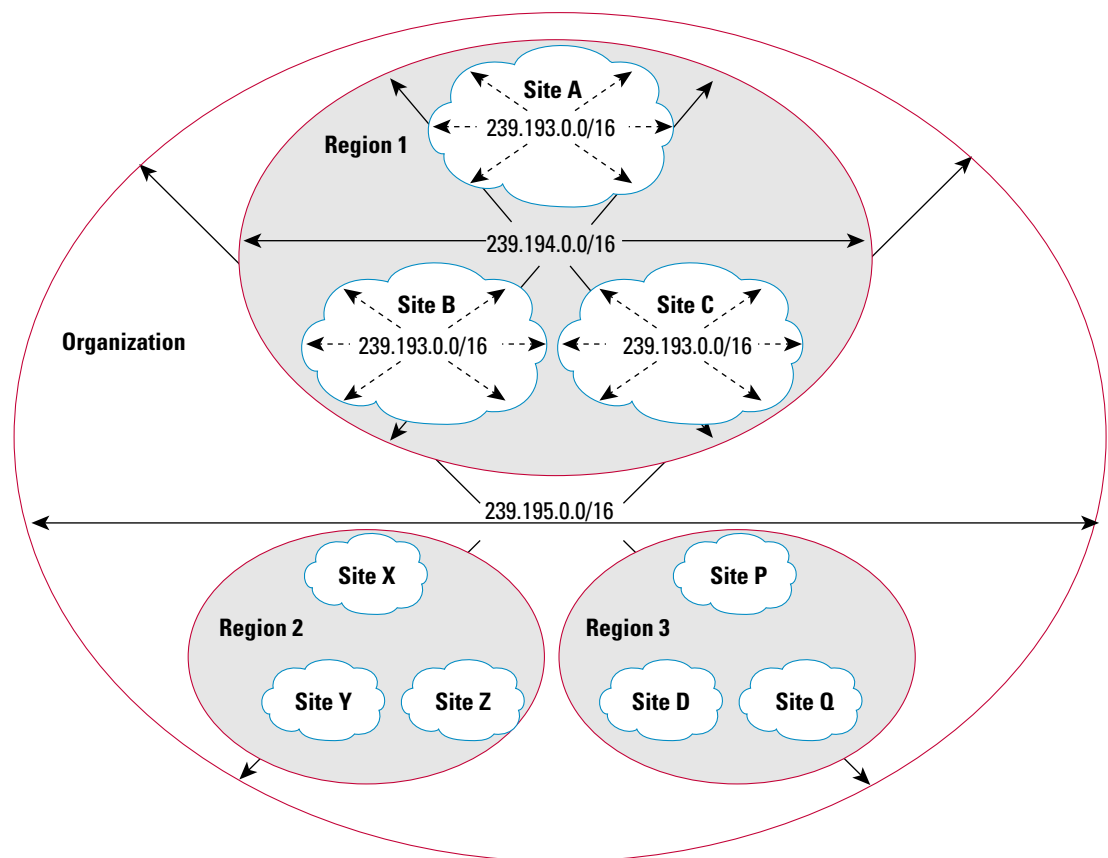 Site A
239.193.0.0/16
Region 1
239.194.0.0/16
Site B
Site C
Organization
239.193.0.0/16
239.193.0.0/16
239.195.0.0/16
Site X
Site P
Region 2
Region 3
Site Y
Site Z
Site D
Site Q